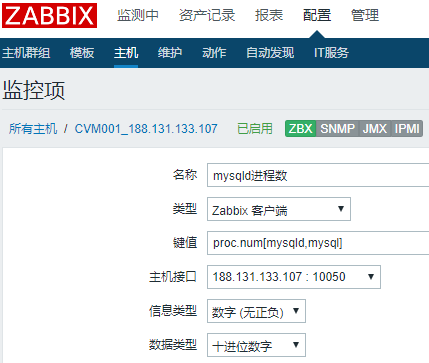 ZABBIX 监测中 资产记录 报表 配置 管理
主机群组 模板 主机 维护 动作 自动发现 IT服务
监控项
所有主机 / CVM001_188.131.133.107 已启用 ZBX SNMP JMX IPMI
名称 mysqld进程数
类型 Zabbix 客户端
键值 proc.num[mysqld,mysql]
主机接口 188.131.133.107 : 10050
信息类型 数字 (无正负)
数据类型 十进位数字